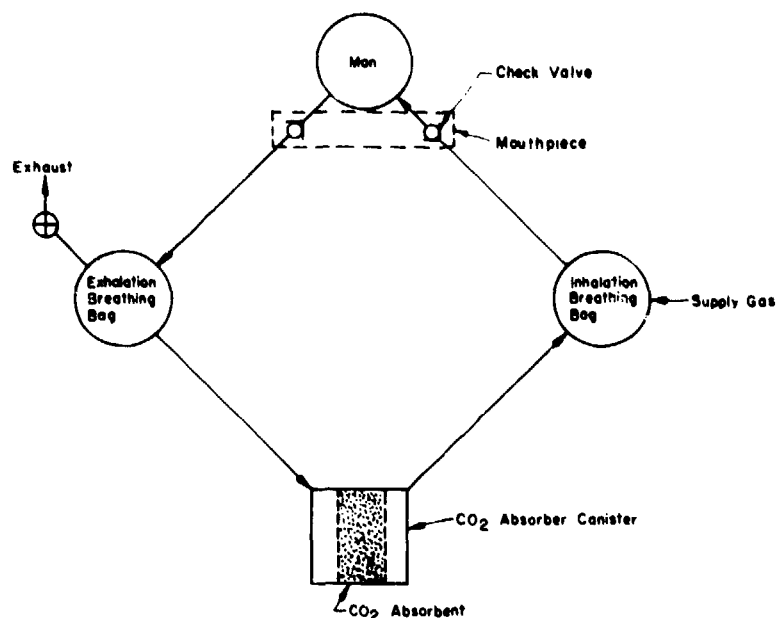 Man
Check Valve
Mouthpiece
Exhaust
Exhalation
Breathing
Bag
Inhalation
Breathing
Bag
Supply Gas
CO2 Absorber Canister
CO2 Absorbent